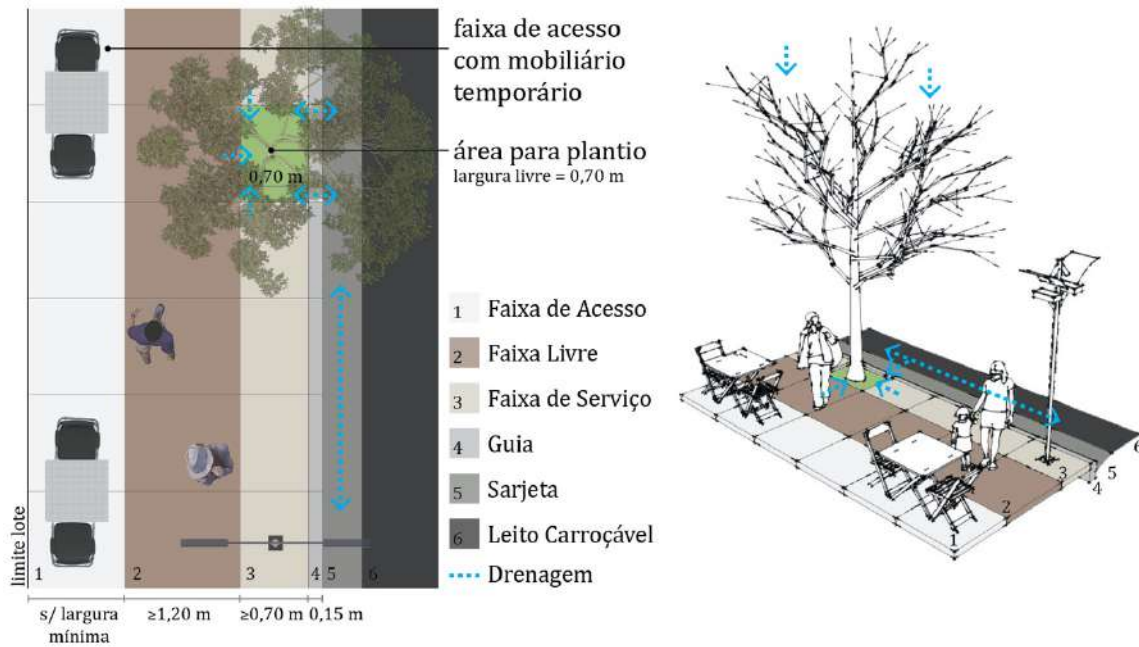 faixa de acesso
com mobiliário
temporário
área para plantio
largura livre = 0,70 m
0,70 m
1 Faixa de Acesso
2 Faixa Livre
3 Faixa de Serviço
4 Guia
5 Sarjeta
6 Leito Carroçável
Drenagem
limite lote
1 2 3 4 5 6
s/ largura
mínima
≥1,20 m
≥0,70 m
0,15 m
1
2
3
4
5
6